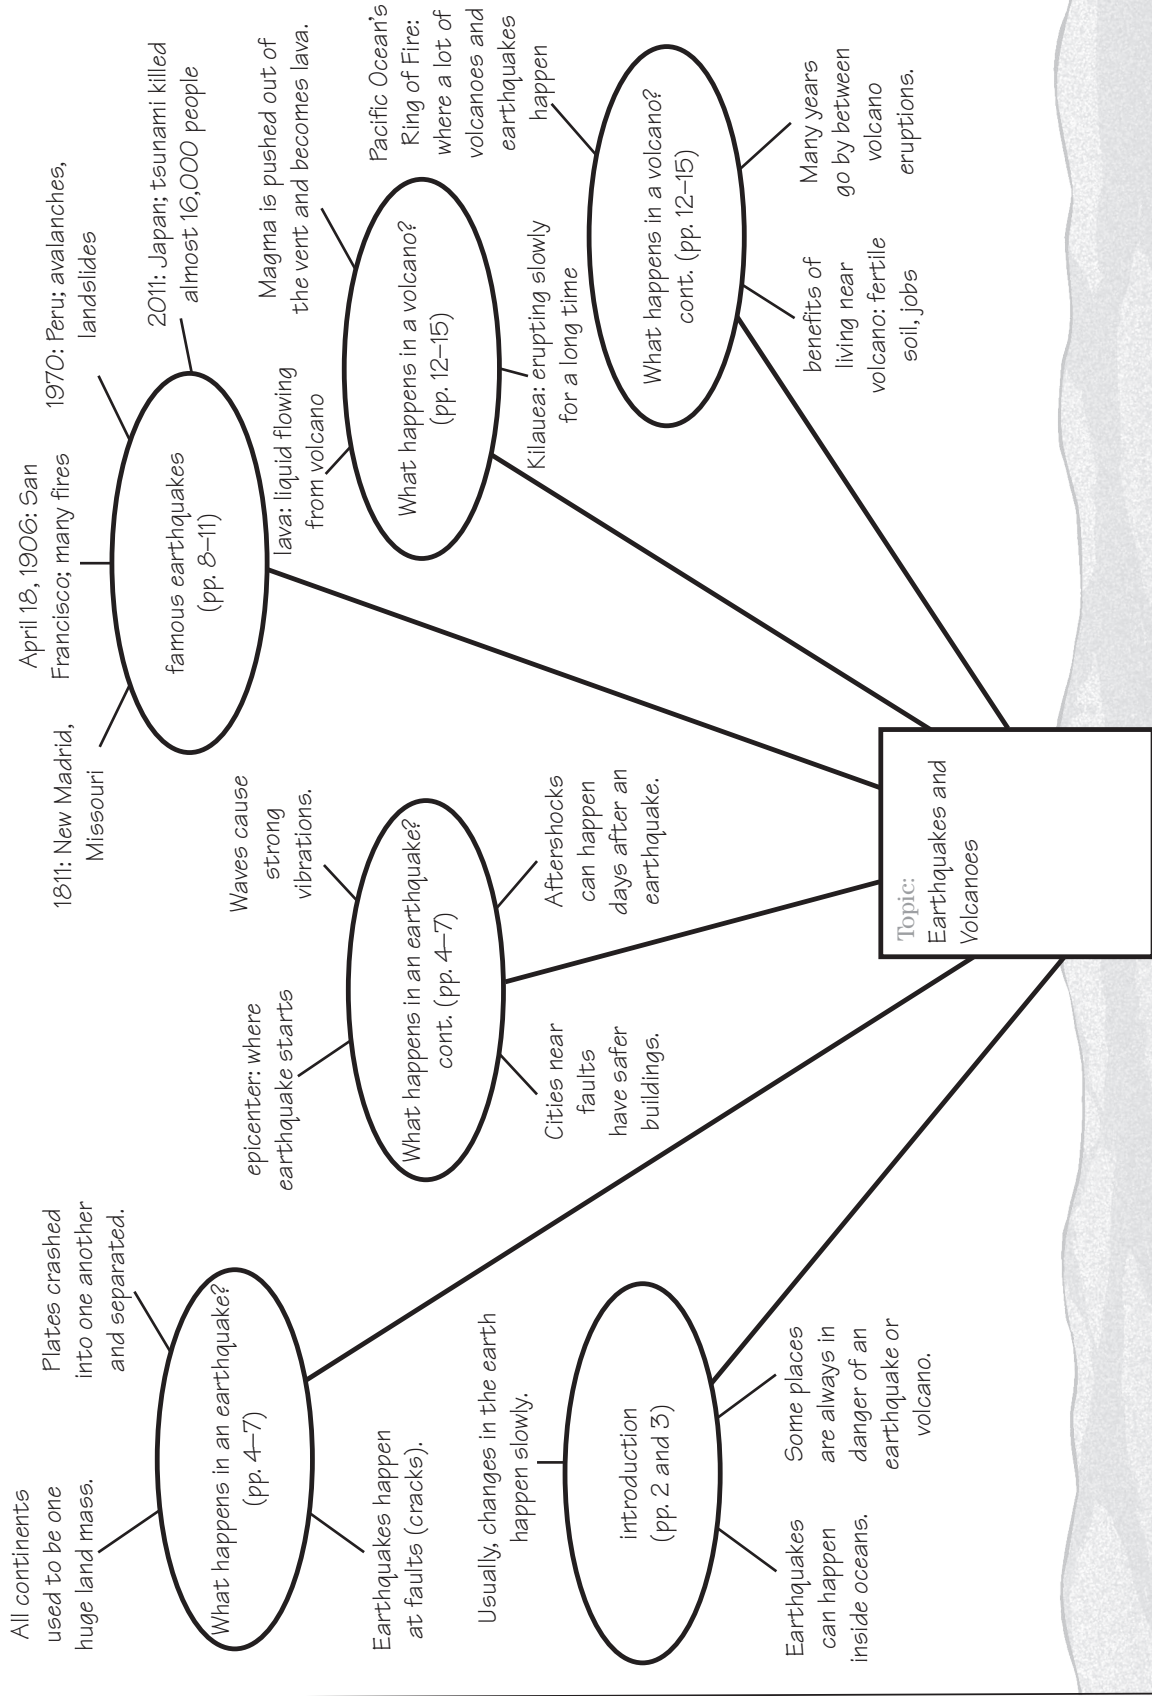 All continents
used to be one
huge land mass.
Plates crashed
into one another
and separated.
What happens in an earthquake?
(pp. 4–7)
Earthquakes happen
at faults (cracks).
Usually, changes in the earth
happen slowly.
introduction
(pp. 2 and 3)
Earthquakes
can happen
inside oceans.
Some places
are always in
danger of an
earthquake or
volcano.
epicenter: where
earthquake starts
Waves cause
strong
vibrations.
What happens in an earthquake?
cont. (pp. 4–7)
Cities near
faults
have safer
buildings.
Aftershocks
can happen
days after an
earthquake.
1811: New Madrid,
Missouri
April 18, 1906: San
Francisco; many fires
1970: Peru; avalanches,
landslides
2011: Japan; tsunami killed
almost 16,000 people
famous earthquakes
(pp. 8–11)
lava: liquid flowing
from volcano
Magma is pushed out of
the vent and becomes lava.
What happens in a volcano?
(pp. 12–15)
Kilauea: erupting slowly
for a long time
Pacific Ocean's
Ring of Fire:
where a lot of
volcanoes and
earthquakes
happen
What happens in a volcano?
cont. (pp. 12–15)
benefits of
living near
volcano: fertile
soil, jobs
Many years
go by between
volcano
eruptions.
Topic:
Earthquakes and
Volcanoes